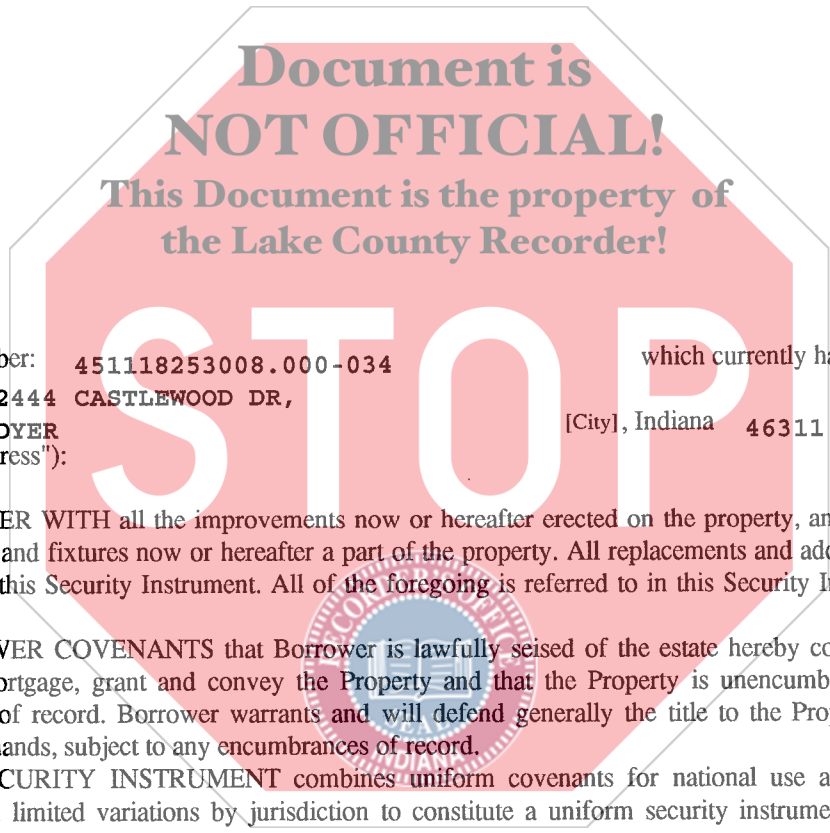 Document is
NOT OFFICIAL!
This Document is the property of
the Lake County Recorder!
STOP
ber: 451118253008.000-034 which currently ha
2444 CASTLEWOOD DR,
DYER [City], Indiana 46311
ress"):
ER WITH all the improvements now or hereafter erected on the property, an
and fixtures now or hereafter a part of the property. All replacements and add
this Security Instrument. All of the foregoing is referred to in this Security I
VER COVENANTS that Borrower is lawfully seised of the estate hereby co
ortgage, grant and convey the Property and that the Property is unencumb
of record. Borrower warrants and will defend generally the title to the Prop
ands, subject to any encumbrances of record.
CURITY INSTRUMENT combines uniform covenants for national use a
limited variations by jurisdiction to constitute a uniform security instrume
SEAL
INDIANA